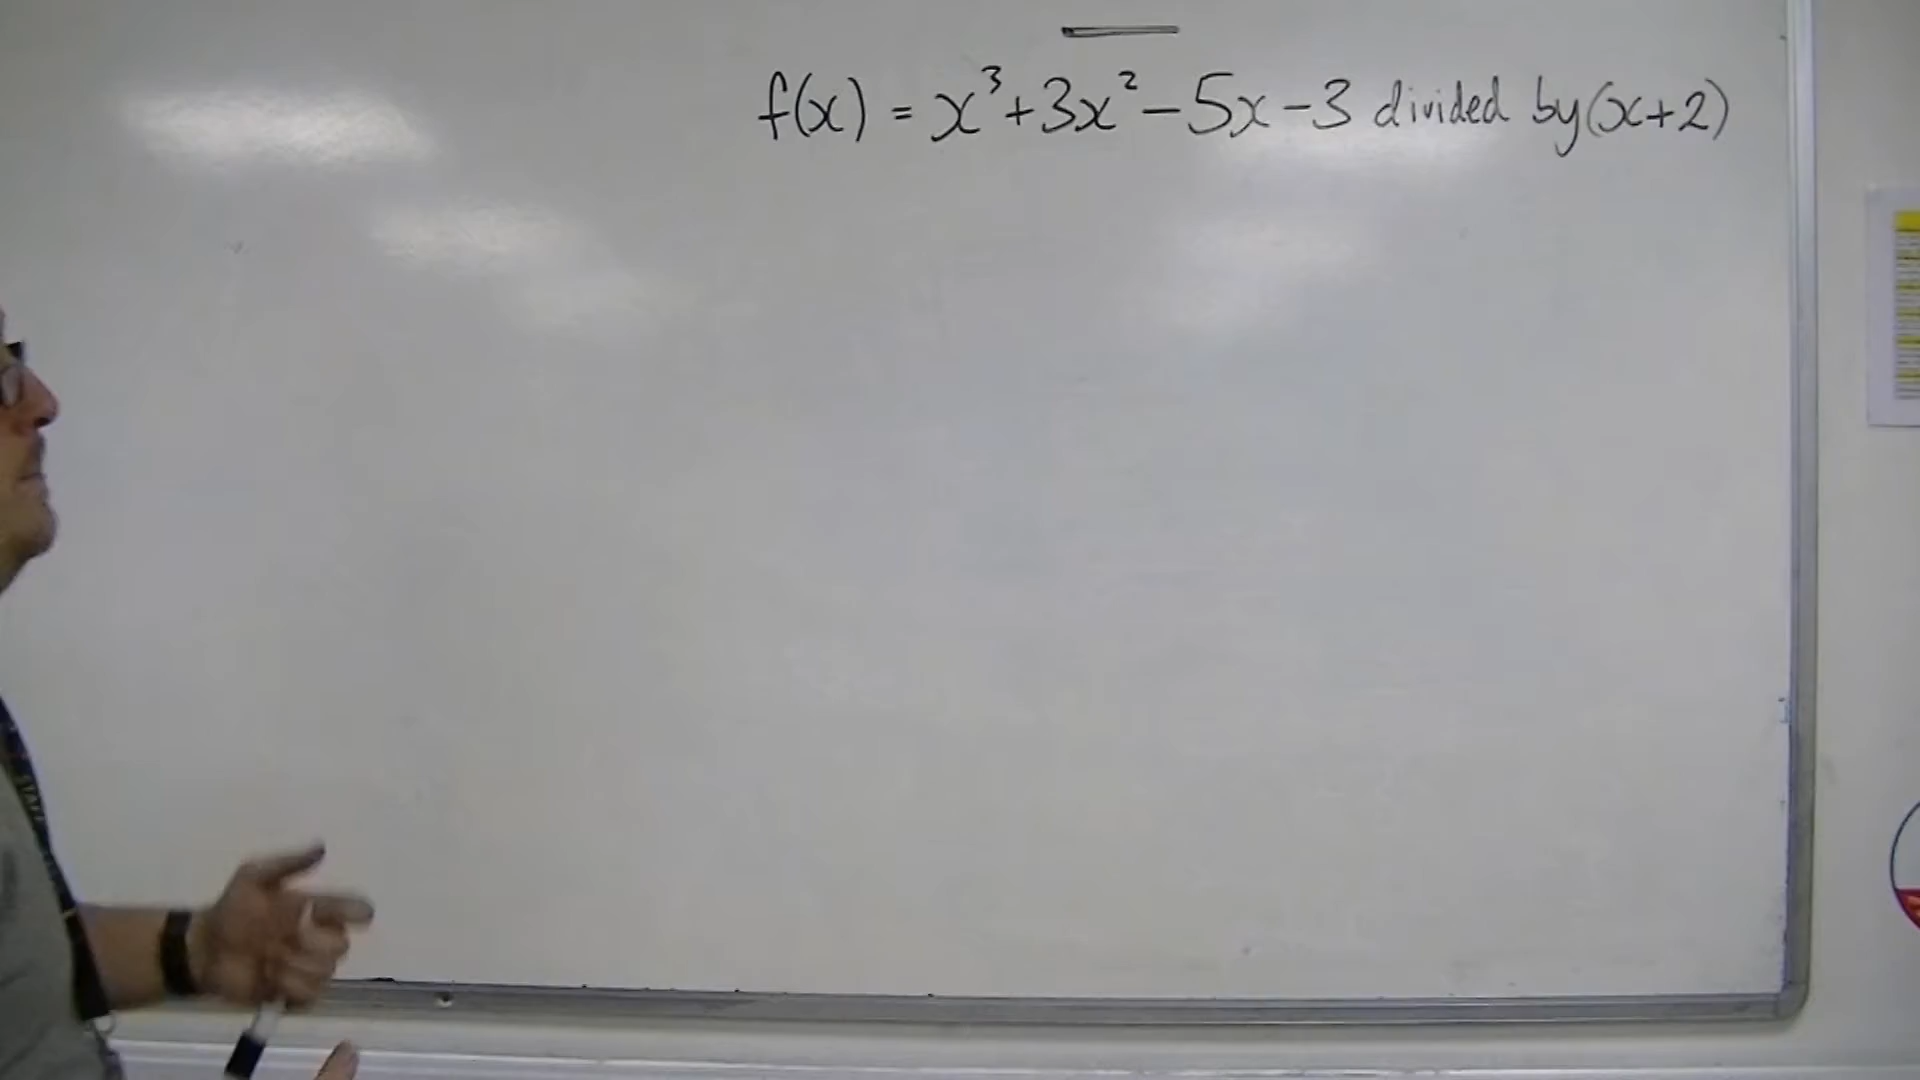 f(x) = x³+3x²-5x-3 divided by (x+2)